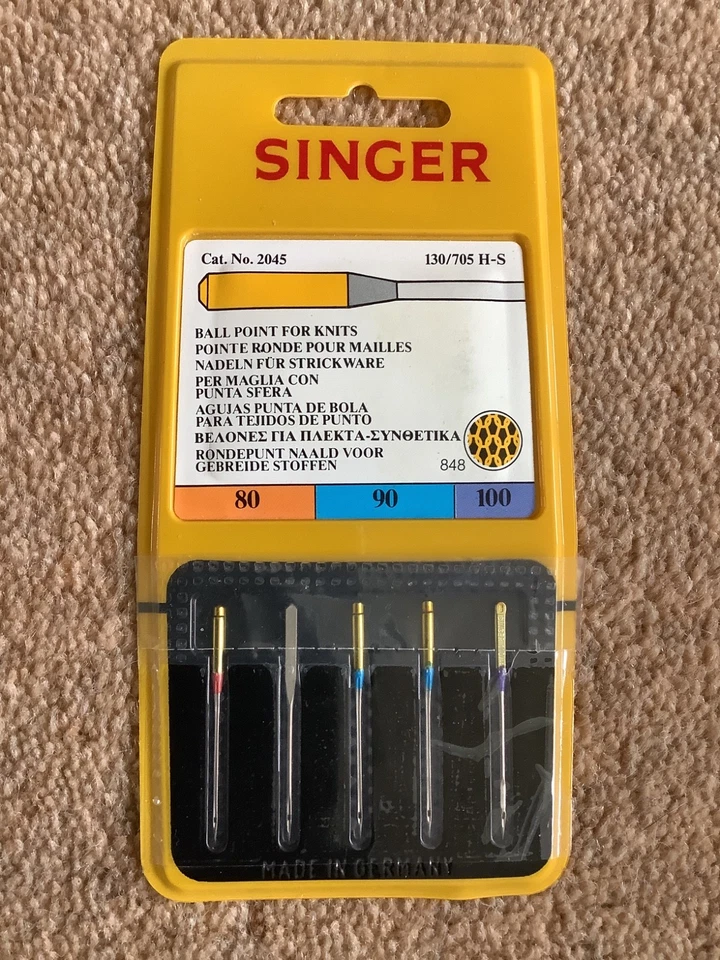 SINGER
Cat. No. 2045 130/705 H-S
BALL POINT FOR KNITS
POINTE RONDE POUR MAILLES
NADELN FÜR STRICKWARE
PER MAGLIA CON
PUNTA SFERA
AGUJAS PUNTA DE BOLA
PARA TEJIDOS DE PUNTO
ΒΕΛΟΝΕΣ ΓΙΑ ΠΛΕΚΤΑ-ΣΥΝΘΕΤΙΚΑ
RONDEPUNT NAALD VOOR
GEBREIDE STOFFEN 848
80 90 100
MADE IN GERMANY